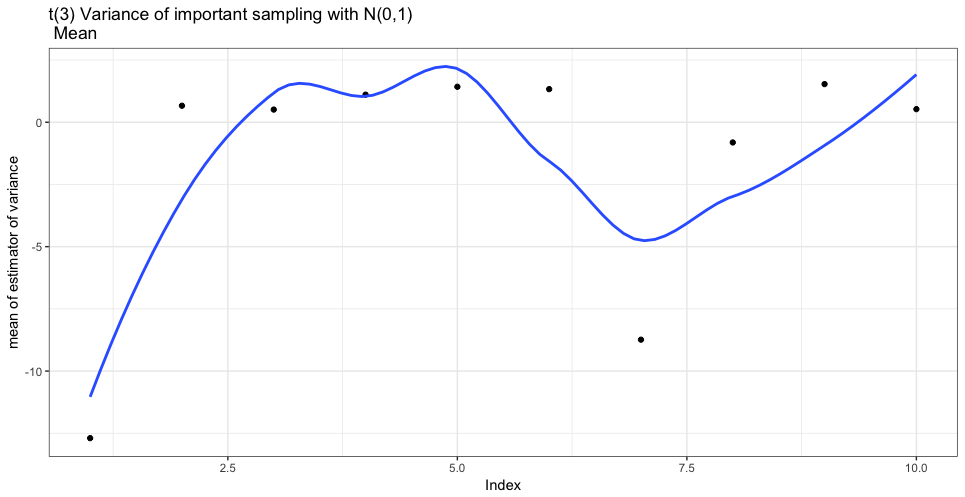 t(3) Variance of important sampling with N(0,1)
Mean
mean of estimator of variance
0
-5
-10
2.5
5.0
7.5
10.0
Index